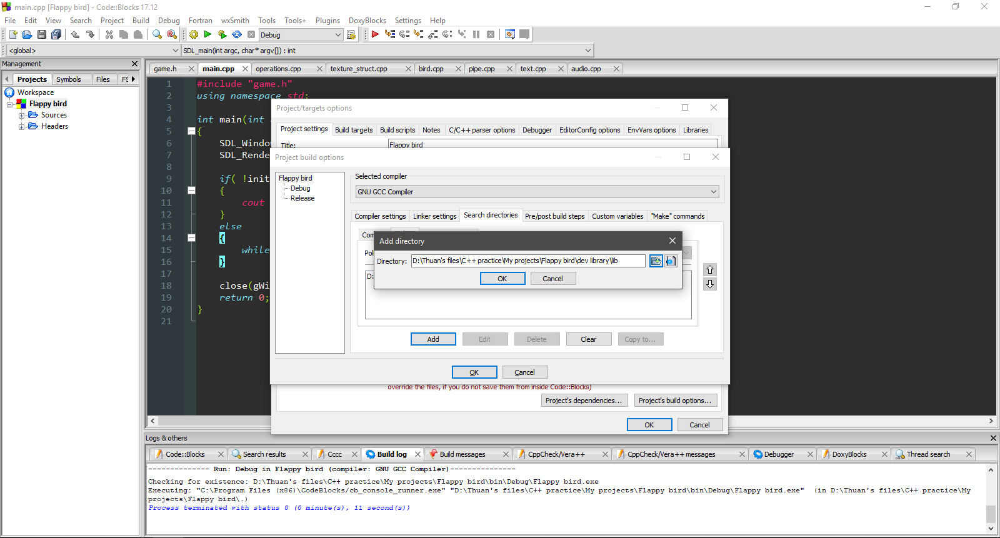 main.cpp [Flappy bird] - Code::Blocks 17.12
File Edit View Search Project Build Debug Fortran wxSmith Tools Tools+ Plugins DoxyBlocks Settings Help
Debug
<global> SDL_main(int argc, char* argv[]) : int
Management
Projects Symbols Files FS
Workspace
Flappy bird
Sources
Headers
game.h main.cpp operations.cpp texture_struct.cpp bird.cpp pipe.cpp text.cpp audio.cpp
1 #include "game.h"
2 using namespace std;
3
4 int main(int
5 {
6 SDL_Windo
7 SDL_Rende
8
9 if( !init
10 {
11 cout
12 }
13 else
14 {
15 while
16 }
17
18 close(gWi
19 return 0;
20 }
21
Project/targets options
Project settings Build targets Build scripts Notes C/C++ parser options Debugger EditorConfig options EnvVars options Libraries
Title: Flappy bird
Project build options
Flappy bird
Debug
Release
Selected compiler
GNU GCC Compiler
Compiler settings Linker settings Search directories Pre/post build steps Custom variables "Make" commands
Com
Pol
D:
Add directory
Directory: D:\Thuan's files\C++ practice\My projects\Flappy bird\dev library\lib
OK Cancel
Add Edit Delete Clear Copy to...
OK Cancel
override the files, if you do not save them from inside Code::Blocks)
Project's dependencies... Project's build options...
OK Cancel
Logs & others
Code::Blocks Search results Cccc Build log Build messages CppCheck/Vera++ CppCheck/Vera++ messages Debugger DoxyBlocks Thread search
-------------- Run: Debug in Flappy bird (compiler: GNU GCC Compiler)---------------
Checking for existence: D:\Thuan's files\C++ practice\My projects\Flappy bird\bin\Debug\Flappy bird.exe
Executing: "C:\Program Files (x86)\CodeBlocks/cb_console_runner.exe" "D:\Thuan's files\C++ practice\My projects\Flappy bird\bin\Debug\Flappy bird.exe" (in D:\Thuan's files\C++ practice\My
projects\Flappy bird\.)
Process terminated with status 0 (0 minute(s), 11 second(s))